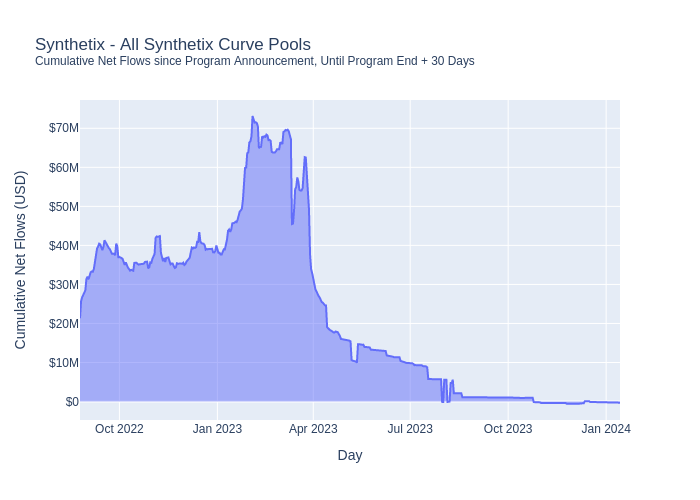 Synthetix - All Synthetix Curve Pools
Cumulative Net Flows since Program Announcement, Until Program End + 30 Days
Cumulative Net Flows (USD)
$70M
$60M
$50M
$40M
$30M
$20M
$10M
$0
Oct 2022 Jan 2023 Apr 2023 Jul 2023 Oct 2023 Jan 2024
Day